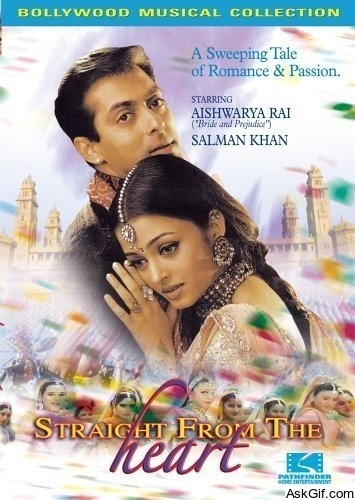 BOLLYWOOD MUSICAL COLLECTION
A Sweeping Tale
of Romance & Passion.
STARRING
AISHWARYA RAI
("Bride and Prejudice")
SALMAN KHAN
STRAIGHT FROM THE
heart
PATHFINDER
HOME ENTERTAINMENT
AskGif.com